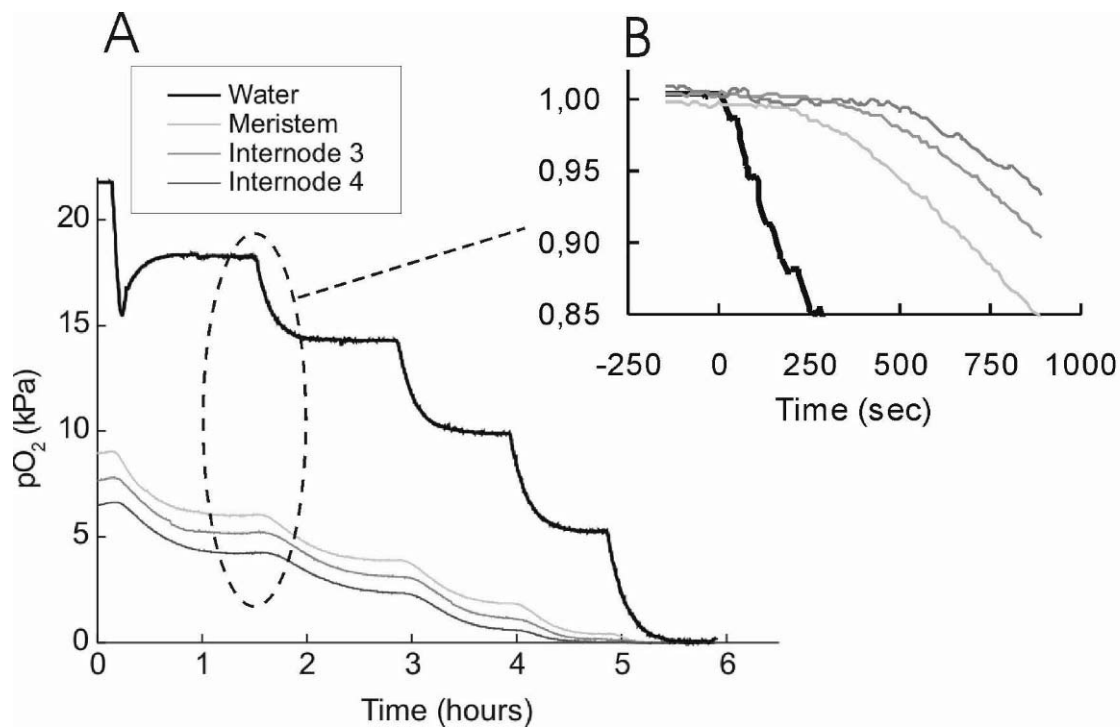 A
B
Water
Meristem
Internode 3
Internode 4
20
15
10
5
0
pO2 (kPa)
0 1 2 3 4 5 6
Time (hours)
1,00
0,95
0,90
0,85
-250 0 250 500 750 1000
Time (sec)